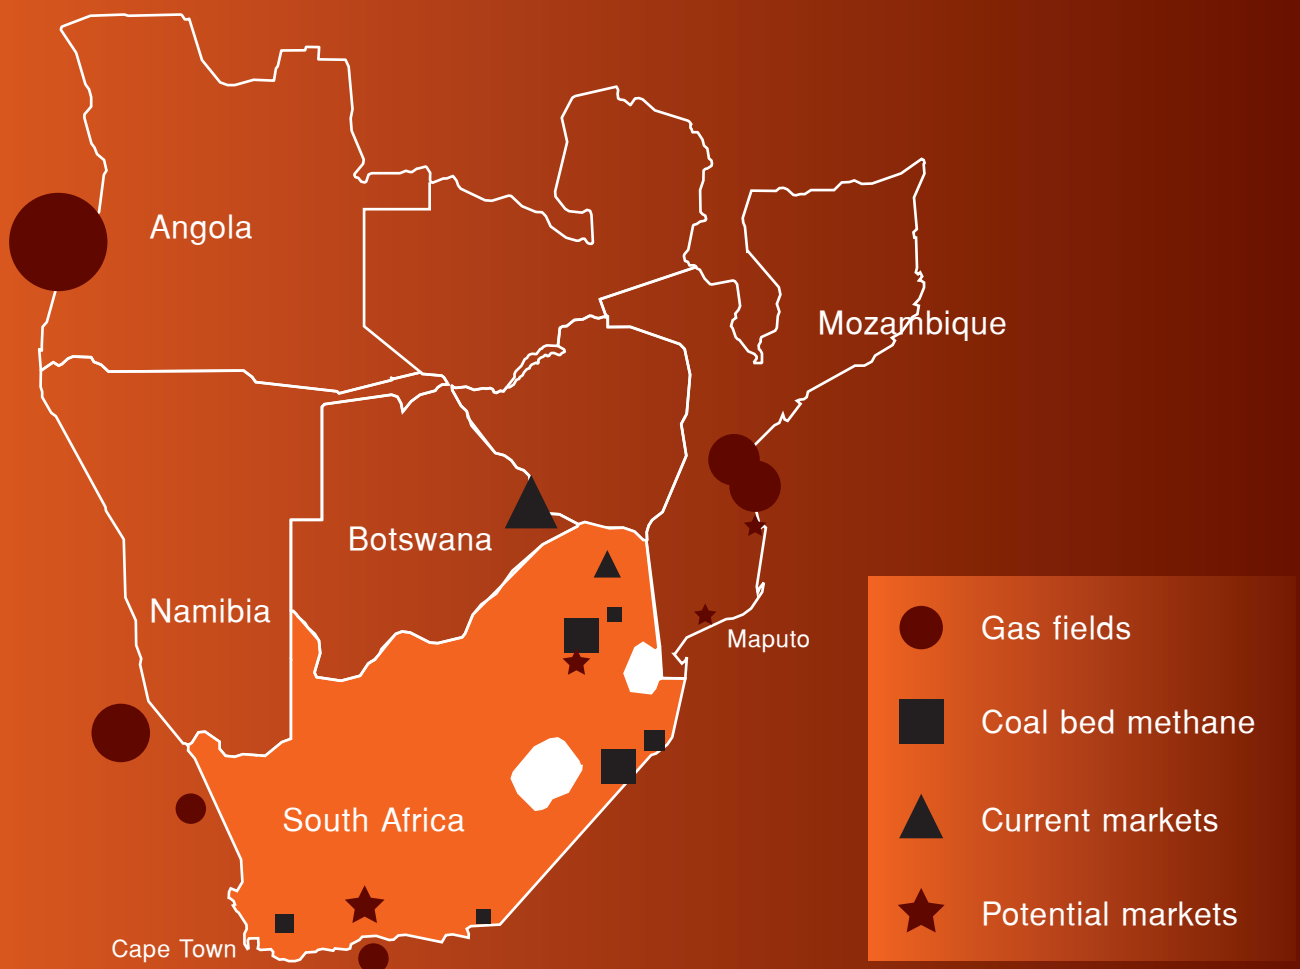 Angola
Mozambique
Botswana
Namibia
Maputo
South Africa
Cape Town
Gas fields
Coal bed methane
Current markets
Potential markets